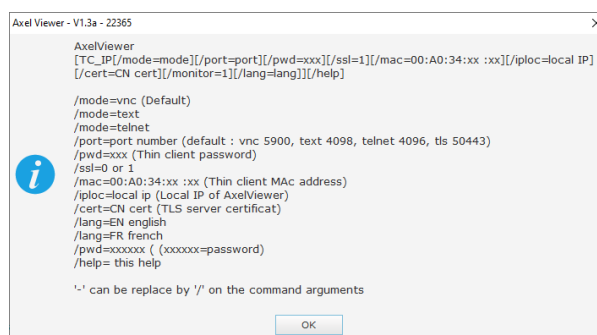 Axel Viewer - V1.3a - 22365
AxelViewer
[TC_IP[/mode=mode][/port=port][/pwd=xxx][/ssl=1][/mac=00:A0:34:xx :xx][/iploc=local IP]
[/cert=CN cert][/monitor=1][/lang=lang]][/help]
/mode=vnc (Default)
/mode=text
/mode=telnet
/port=port number (default : vnc 5900, text 4098, telnet 4096, tls 50443)
/pwd=xxx (Thin client password)
/ssl=0 or 1
/mac=00:A0:34:xx :xx (Thin client MAc address)
/iploc=local ip (Local IP of AxelViewer)
/cert=CN cert (TLS server certificat)
/lang=EN english
/lang=FR french
/pwd=xxxxxx ( (xxxxxx=password)
/help= this help
'-' can be replace by '/' on the command arguments
OK